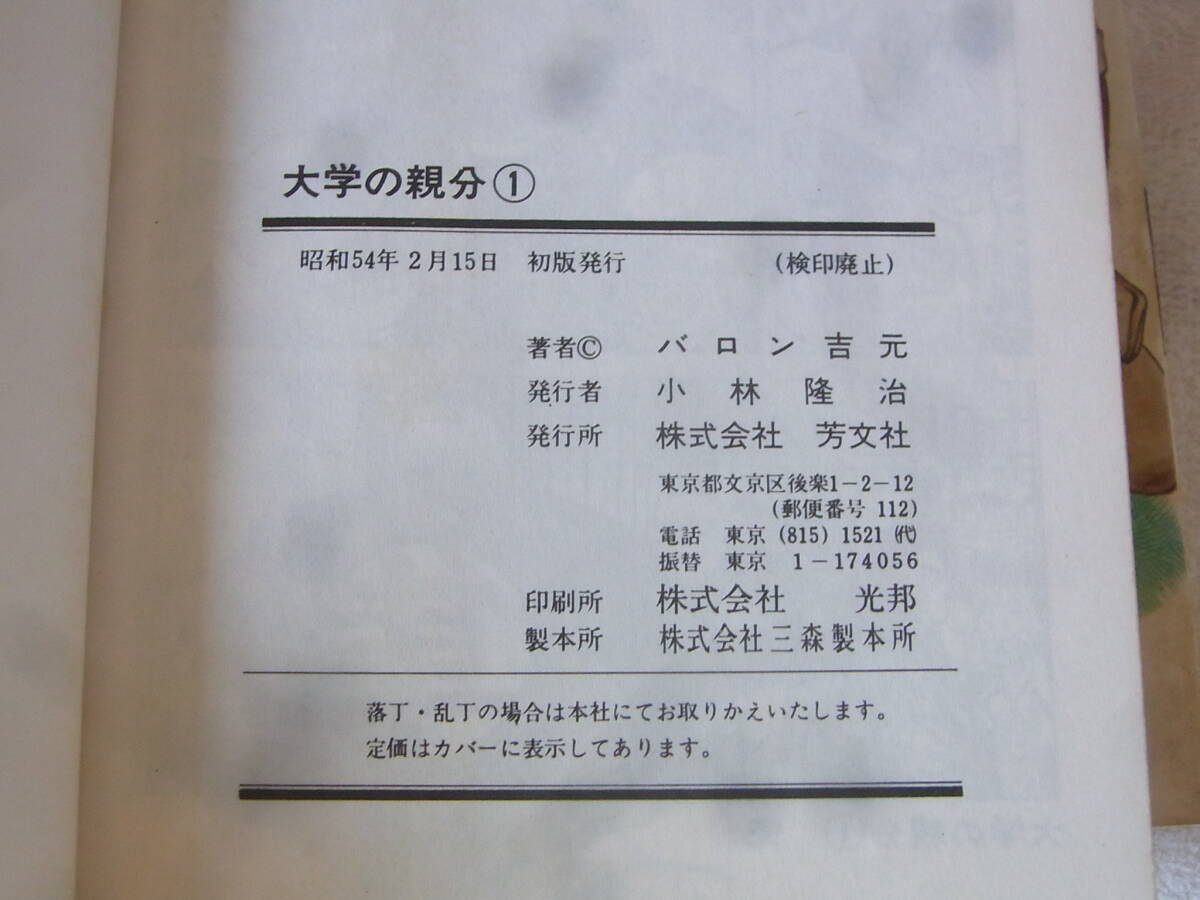 大学の親分①
昭和54年2月15日　初版発行　（検印廃止）
著者©　バロン吉元
発行者　小林隆治
発行所　株式会社　芳文社
東京都文京区後楽1−2−12
（郵便番号 112）
電話　東京 (815) 1521 ㈹
振替　東京　1−174056
印刷所　株式会社　光邦
製本所　株式会社三森製本所
落丁・乱丁の場合は本社にてお取りかえいたします。
定価はカバーに表示してあります。